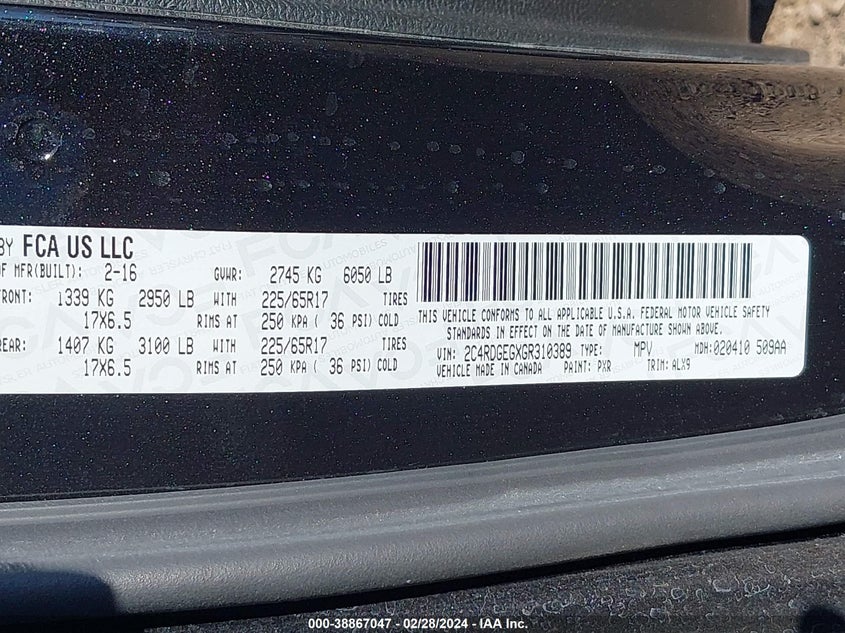 BY FCA US LLC
OF MFR(BUILT): 2-16 GVWR: 2745 KG 6050 LB
FRONT: 1339 KG 2950 LB WITH 225/65R17 TIRES
17X6.5 RIMS AT 250 KPA ( 36 PSI) COLD
REAR: 1407 KG 3100 LB WITH 225/65R17 TIRES
17X6.5 RIMS AT 250 KPA ( 36 PSI) COLD
THIS VEHICLE CONFORMS TO ALL APPLICABLE U.S.A. FEDERAL MOTOR VEHICLE SAFETY
STANDARDS IN EFFECT ON THE DATE OF MANUFACTURE SHOWN ABOVE.
VIN: 2C4RDGEGXGR310389 TYPE: MPV MDH:020410 509AA
VEHICLE MADE IN CANADA PAINT: PXR TRIM: ALX9
000-38867047 - 02/28/2024 - IAA Inc.